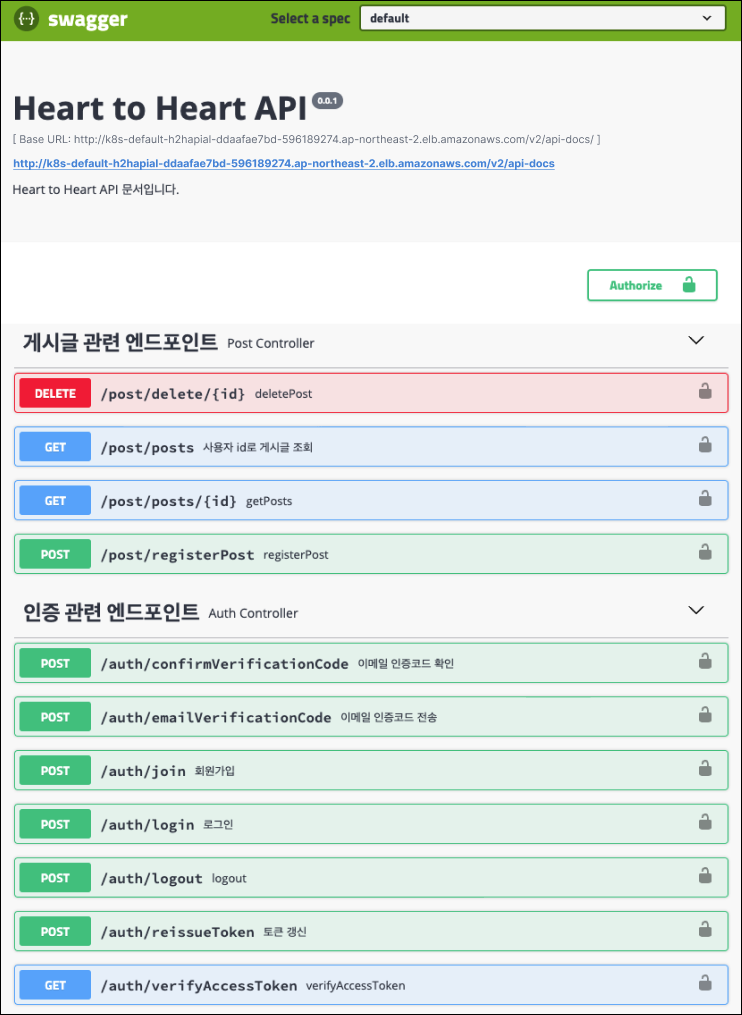 {··} swagger Select a spec default
Heart to Heart API 0.0.1
[ Base URL: http://k8s-default-h2hapial-ddaafae7bd-596189274.ap-northeast-2.elb.amazonaws.com/v2/api-docs/ ]
http://k8s-default-h2hapial-ddaafae7bd-596189274.ap-northeast-2.elb.amazonaws.com/v2/api-docs
Heart to Heart API 문서입니다.
Authorize
게시글 관련 엔드포인트 Post Controller
DELETE /post/delete/{id} deletePost
GET /post/posts 사용자 id로 게시글 조회
GET /post/posts/{id} getPosts
POST /post/registerPost registerPost
인증 관련 엔드포인트 Auth Controller
POST /auth/confirmVerificationCode 이메일 인증코드 확인
POST /auth/emailVerificationCode 이메일 인증코드 전송
POST /auth/join 회원가입
POST /auth/login 로그인
POST /auth/logout logout
POST /auth/reissueToken 토큰 갱신
GET /auth/verifyAccessToken verifyAccessToken